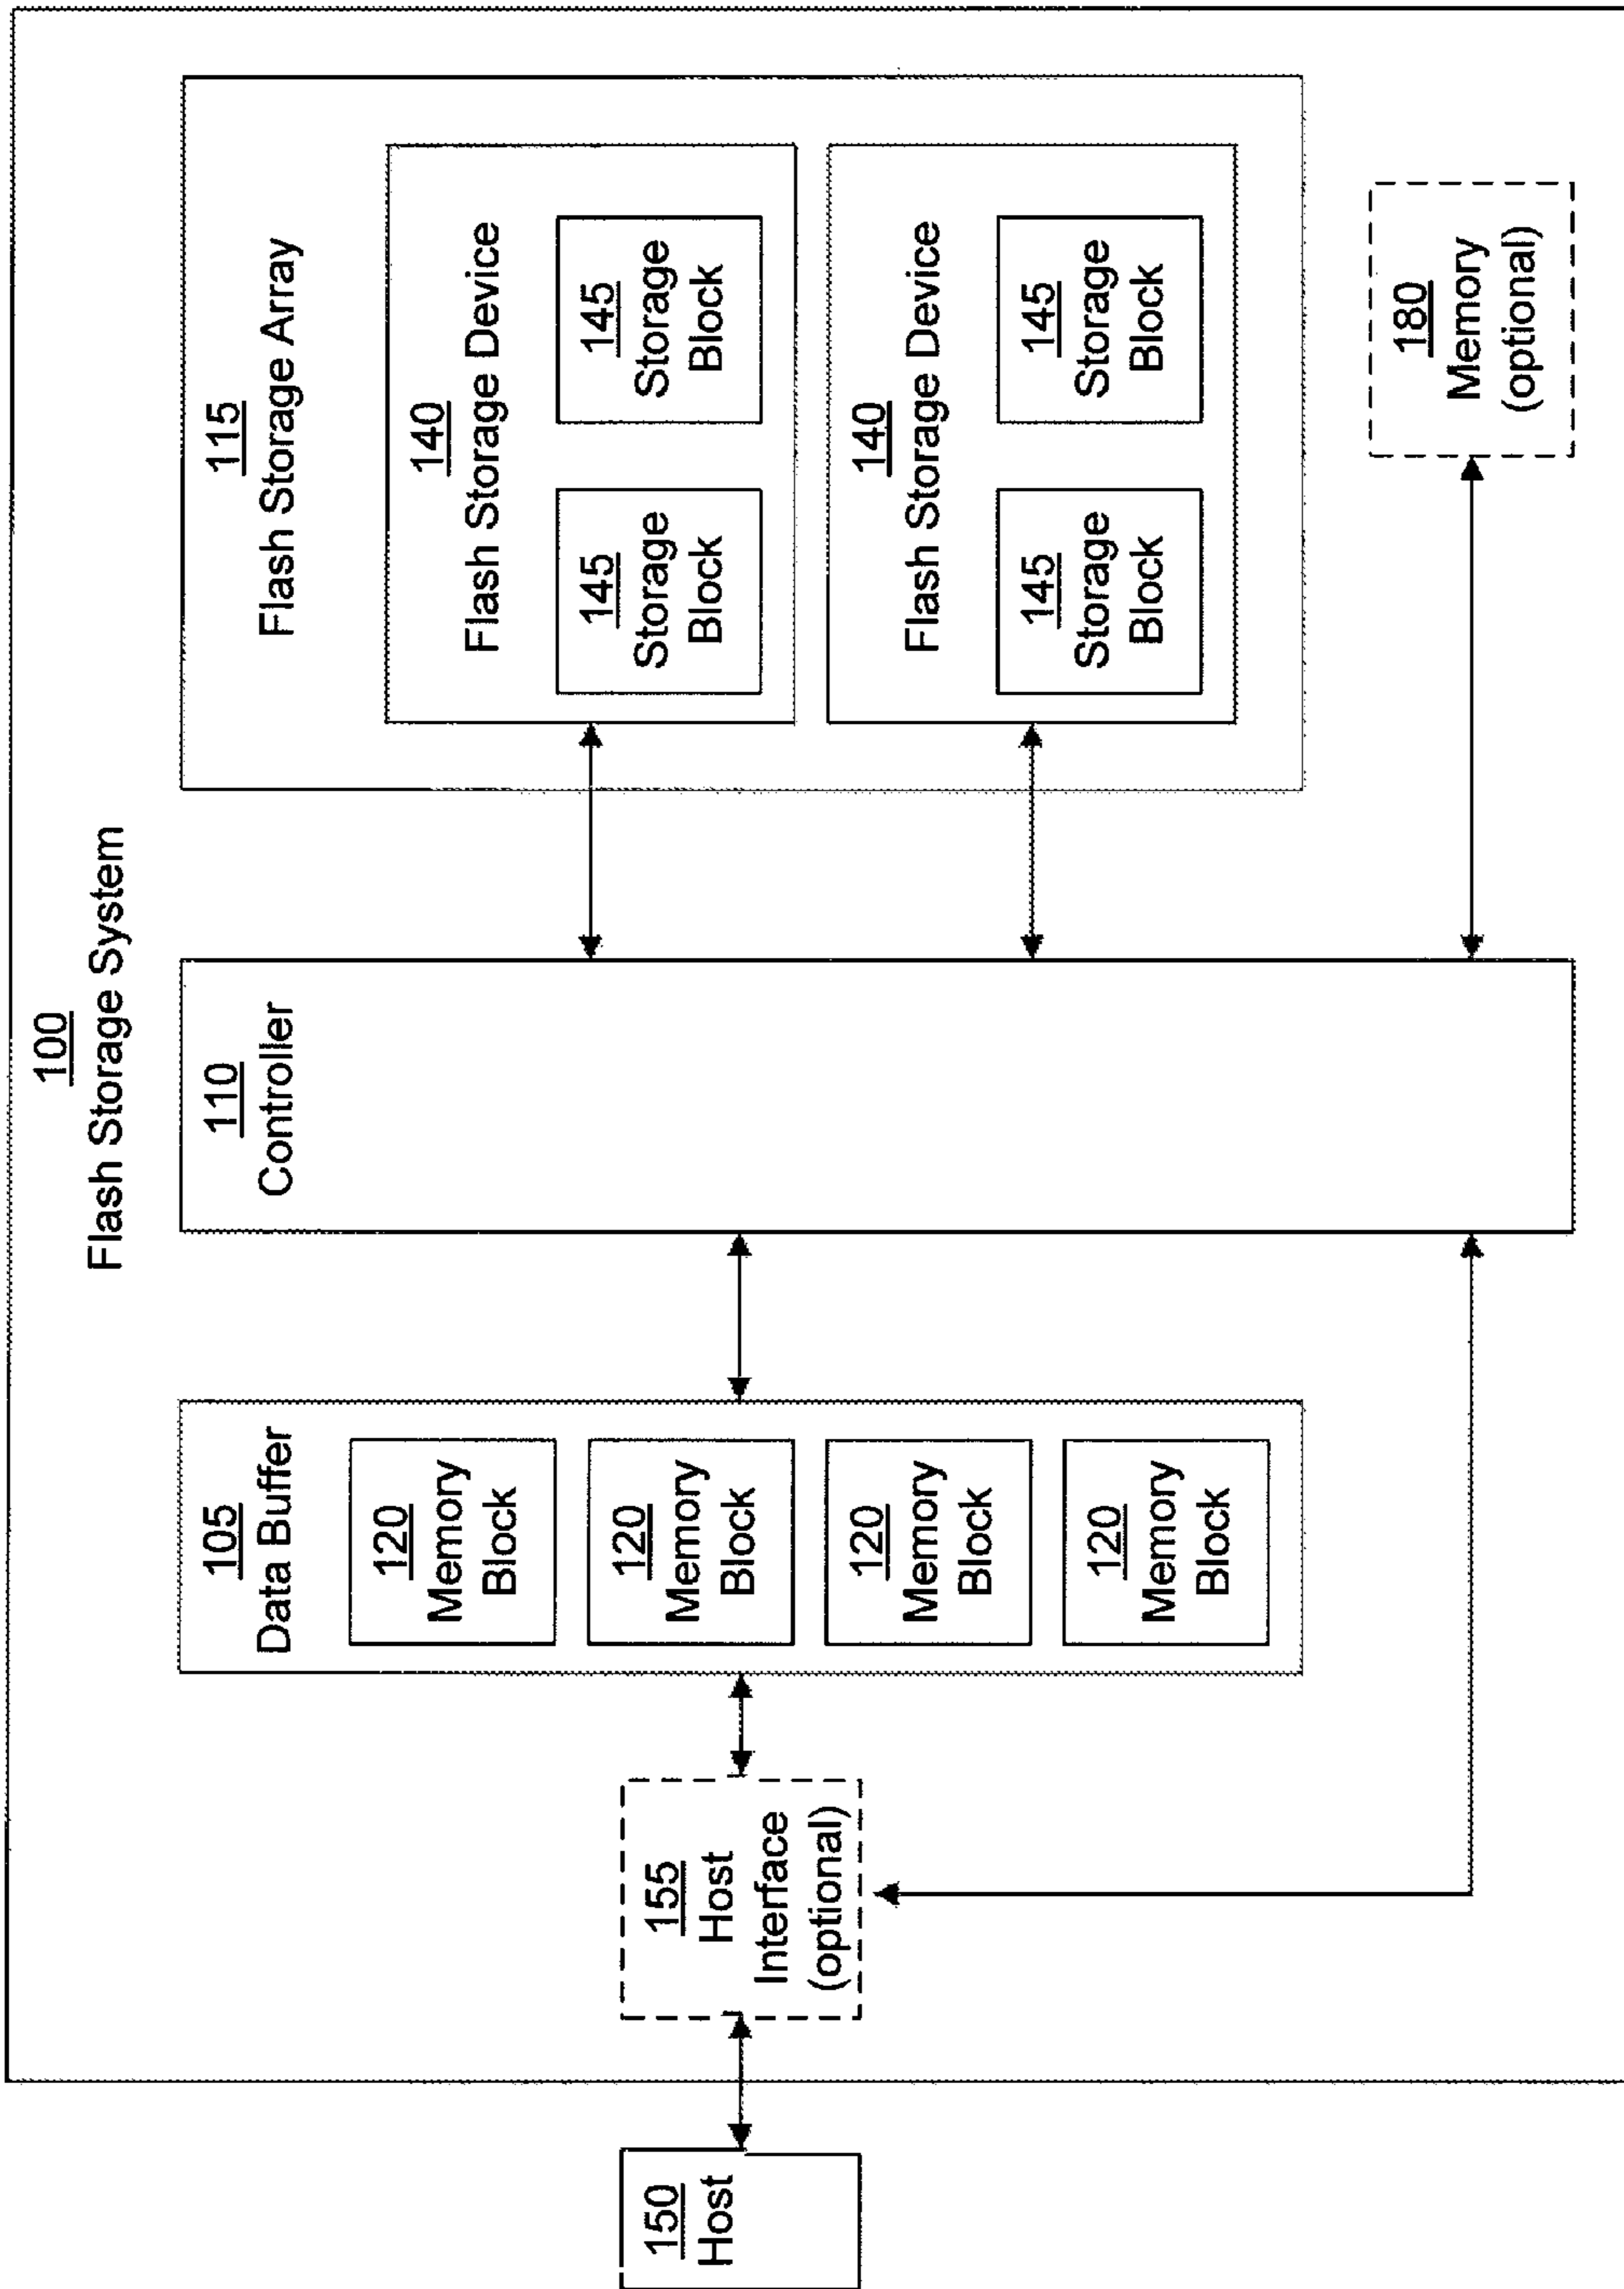 100
Flash Storage System
150
Host
155
Host
Interface
(optional)
105
Data Buffer
120
Memory
Block
120
Memory
Block
120
Memory
Block
120
Memory
Block
110
Controller
115
Flash Storage Array
140
Flash Storage Device
145
Storage
Block
145
Storage
Block
140
Flash Storage Device
145
Storage
Block
145
Storage
Block
180
Memory
(optional)